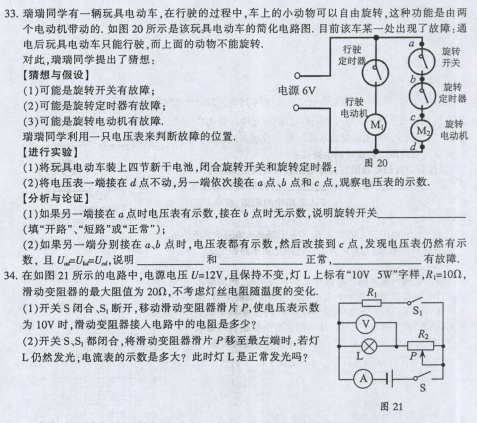 33. 瑞瑞同学有一辆玩具电动车,在行驶的过程中,车上的小动物可以自由旋转,这种功能是由两
个电动机带动的. 如图 20 所示是该玩具电动车的简化电路图. 目前该车某一处出现了故障:通
电后玩具电动车只能行驶,而上面的动物不能旋转.
对此,瑞瑞同学提出了猜想:
【猜想与假设】
(1)可能是旋转开关有故障;
(2)可能是旋转定时器有故障;
(3)可能是旋转电动机有故障.
瑞瑞同学利用一只电压表来判断故障的位置.
行驶
定时器
a
旋转
开关
电源 6V
b
旋转
定时器
行驶
电动机
c
M₁
M₂
旋转
电动机
d
图 20
【进行实验】
(1)将玩具电动车装上四节新干电池,闭合旋转开关和旋转定时器;
(2)将电压表一端接在 d 点不动,另一端依次接在 a 点、b 点和 c 点,观察电压表的示数.
【分析与论证】
(1)如果另一端接在 a 点时电压表有示数,接在 b 点时无示数,说明旋转开关
(填“开路”、“短路”或“正常”);
(2)如果另一端分别接在 a、b 点时,电压表都有示数,然后改接到 c 点,发现电压表仍然有示
数,且 Uad=Ubd=Ucd,说明 和 正常, 有故障.
34. 在如图 21 所示的电路中,电源电压 U=12V,且保持不变,灯 L 上标有“10V 5W”字样,R₁=10Ω,
滑动变阻器的最大阻值为 20Ω,不考虑灯丝电阻随温度的变化.
(1)开关 S 闭合、S₁ 断开,移动滑动变阻器滑片 P,使电压表示数
为 10V 时,滑动变阻器接入电路中的电阻是多少?
(2)开关 S、S₁ 都闭合,将滑动变阻器滑片 P 移至最左端时,若灯
L 仍然发光,电流表的示数是多大? 此时灯 L 是正常发光吗?
R₁
S₁
V
R₂
L
P
A
S
图 21